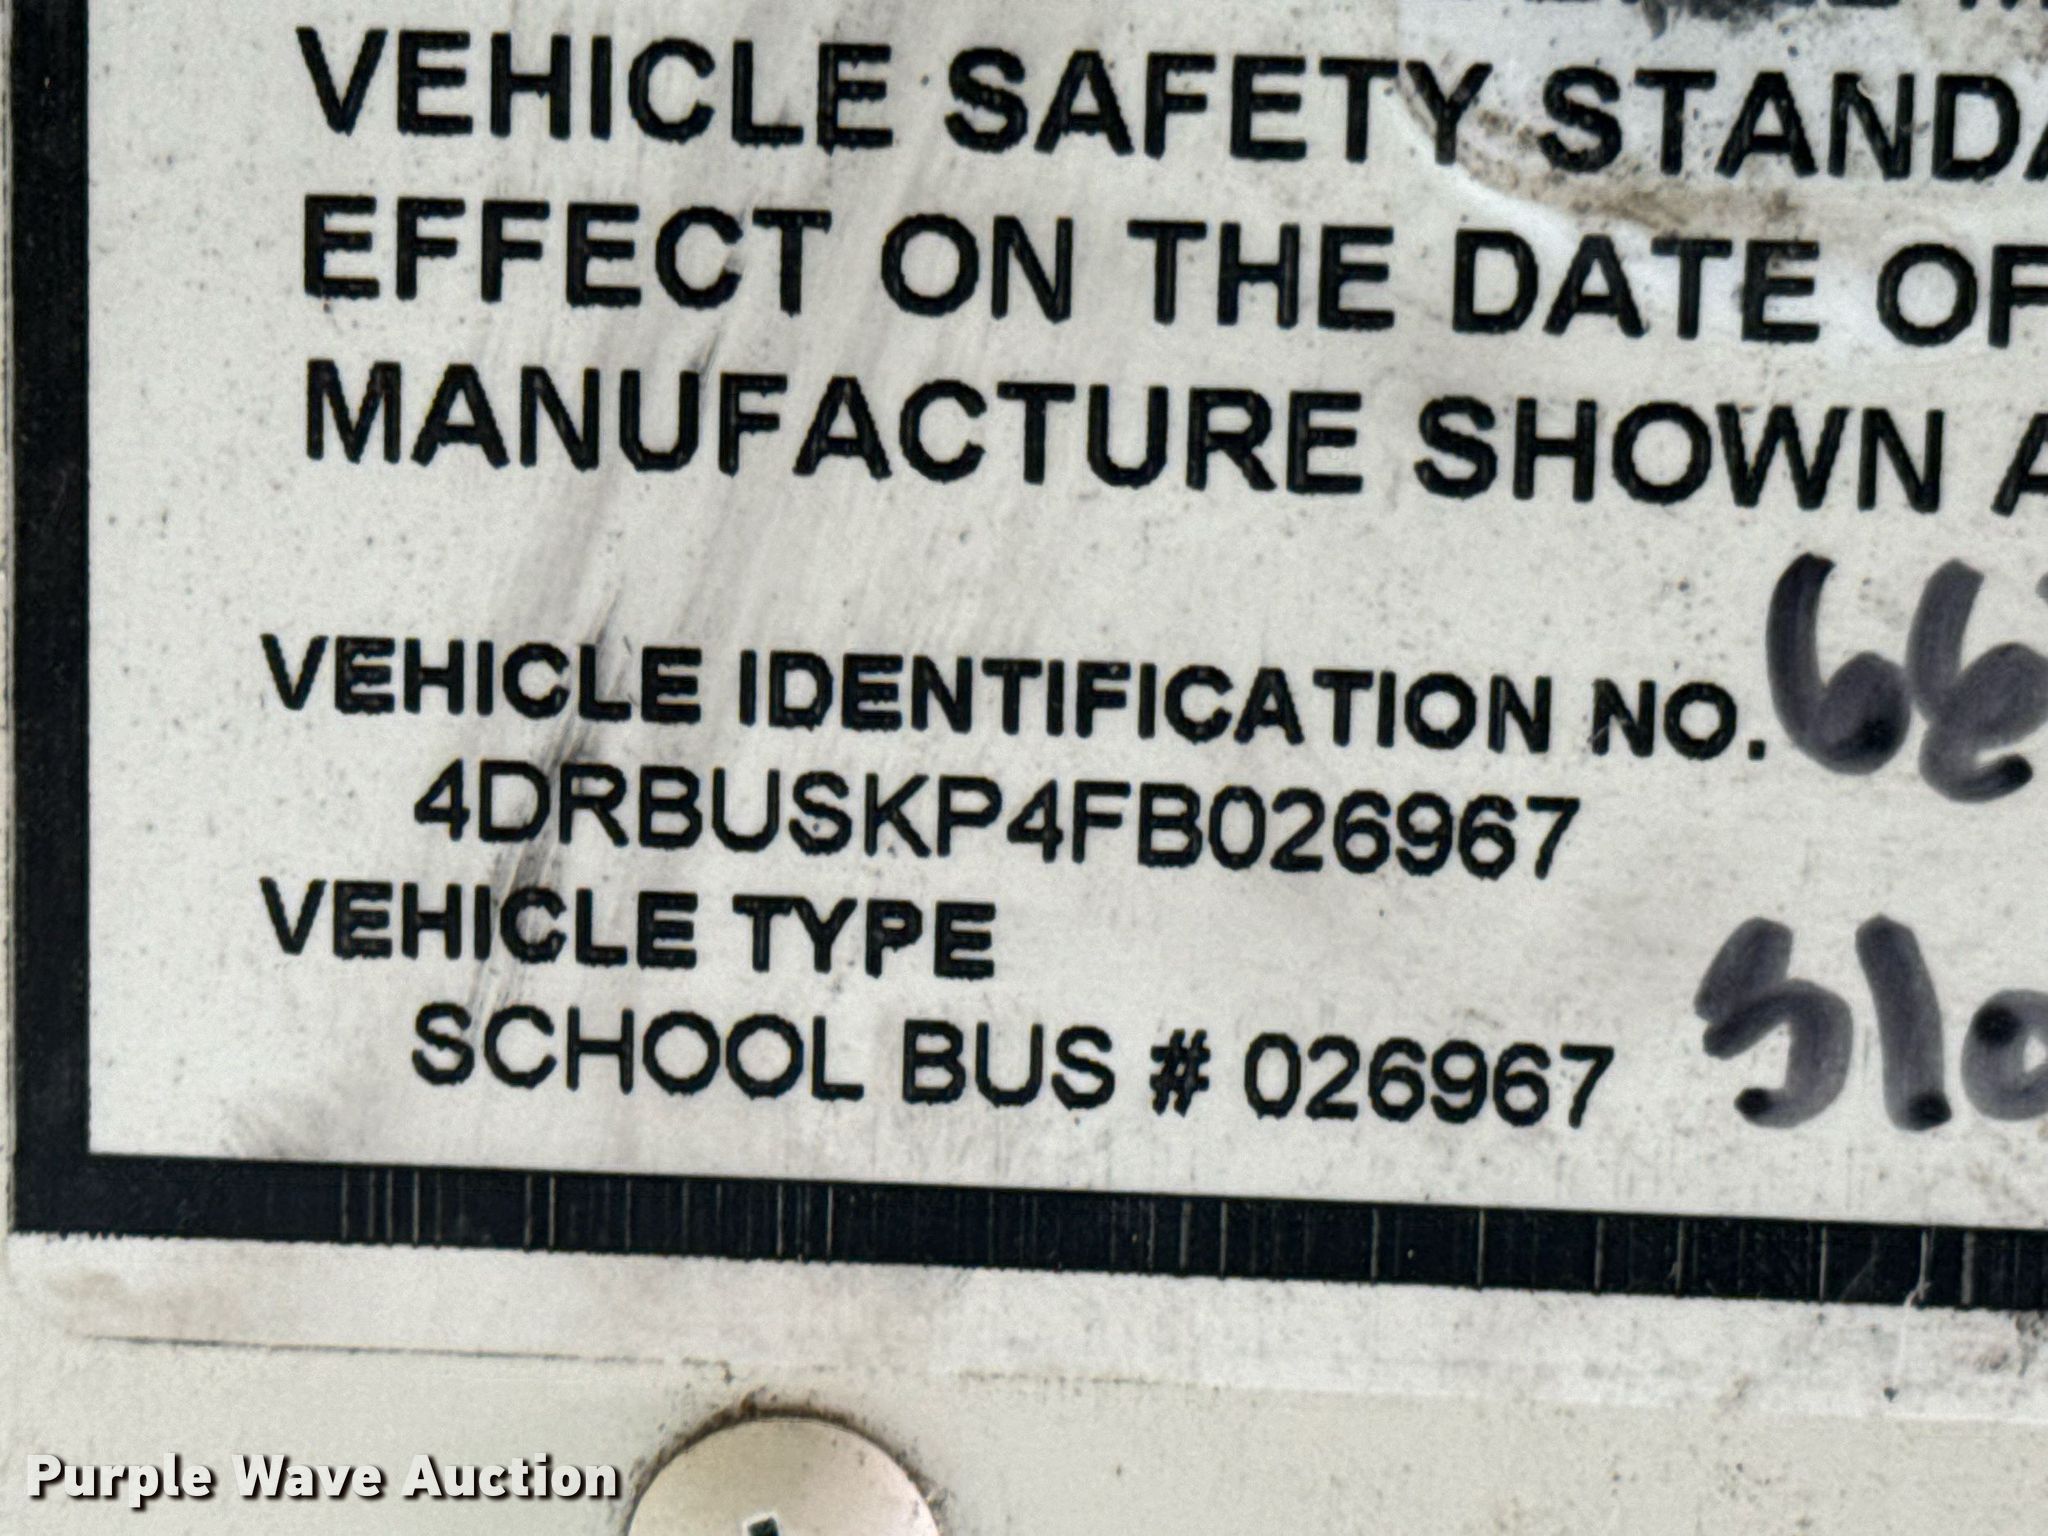 VEHICLE SAFETY STANDA
EFFECT ON THE DATE OF
MANUFACTURE SHOWN A
VEHICLE IDENTIFICATION NO.
4DRBUSKP4FB026967
VEHICLE TYPE
SCHOOL BUS # 026967
Purple Wave Auction